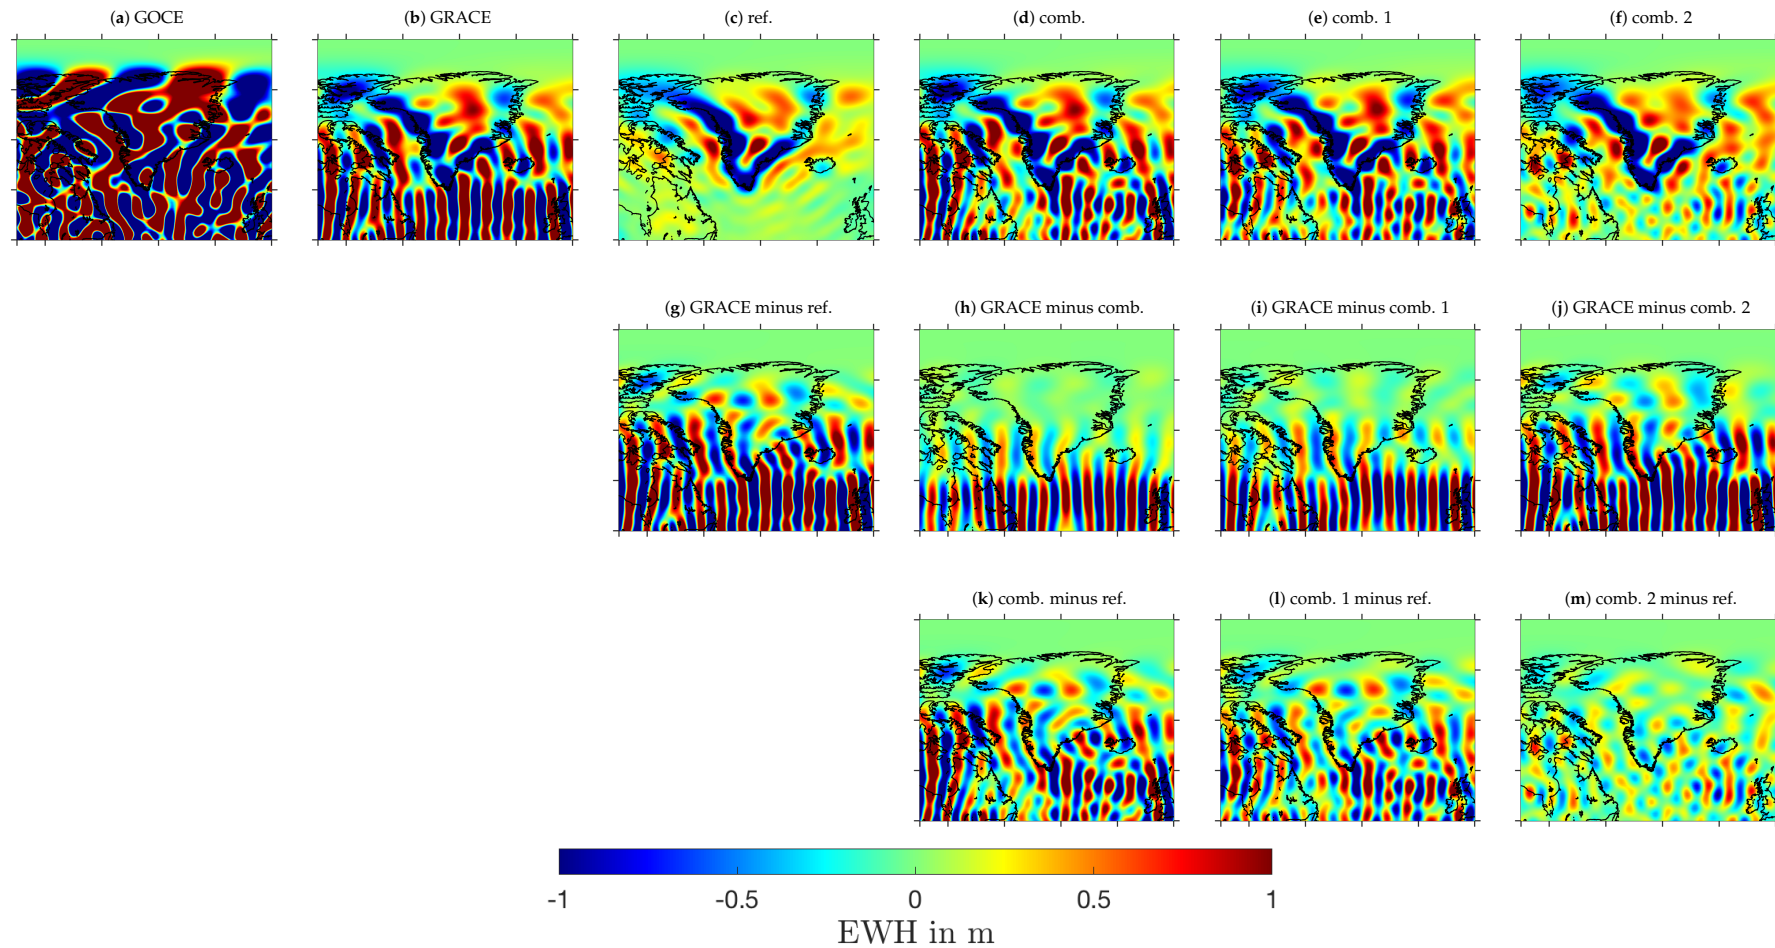 (a) GOCE
(b) GRACE
(c) ref.
(d) comb.
(e) comb. 1
(f) comb. 2
(g) GRACE minus ref.
(h) GRACE minus comb.
(i) GRACE minus comb. 1
(j) GRACE minus comb. 2
(k) comb. minus ref.
(l) comb. 1 minus ref.
(m) comb. 2 minus ref.
-1 -0.5 0 0.5 1
EWH in m